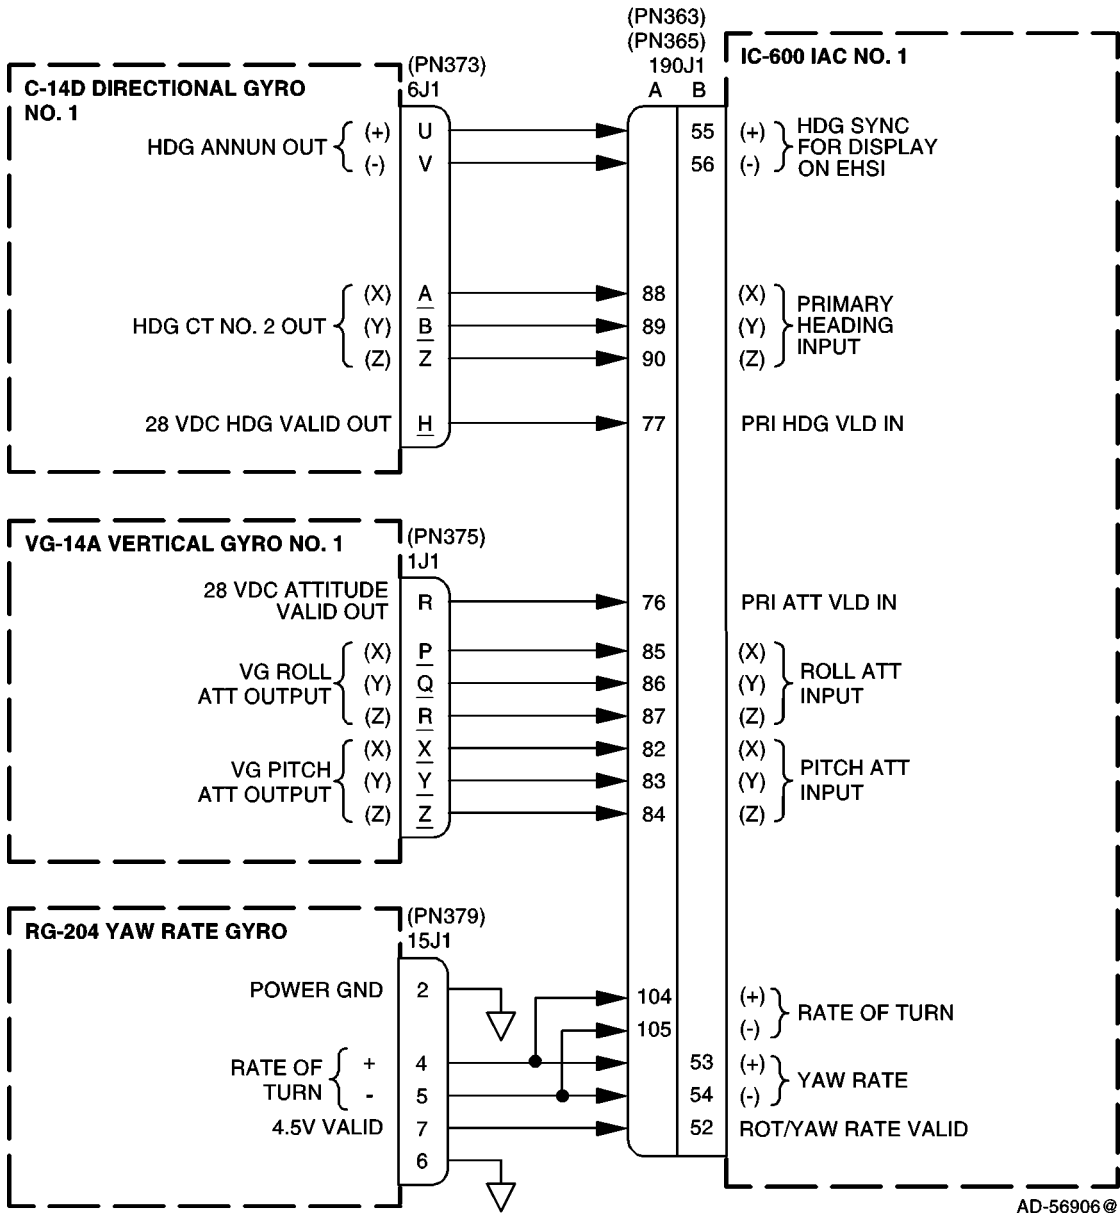 (PN363)
(PN365)
190J1
A B
IC-600 IAC NO. 1
C-14D DIRECTIONAL GYRO
NO. 1
(PN373)
6J1
HDG ANNUN OUT
(+) U
(-) V
55 (+)
56 (-)
HDG SYNC
FOR DISPLAY
ON EHSI
HDG CT NO. 2 OUT
(X) A
(Y) B
(Z) Z
88 (X)
89 (Y)
90 (Z)
PRIMARY
HEADING
INPUT
28 VDC HDG VALID OUT H 77 PRI HDG VLD IN
VG-14A VERTICAL GYRO NO. 1
(PN375)
1J1
28 VDC ATTITUDE
VALID OUT
R 76 PRI ATT VLD IN
VG ROLL
ATT OUTPUT
(X) P 85 (X)
(Y) Q 86 (Y)
(Z) R 87 (Z)
ROLL ATT
INPUT
VG PITCH
ATT OUTPUT
(X) X 82 (X)
(Y) Y 83 (Y)
(Z) Z 84 (Z)
PITCH ATT
INPUT
RG-204 YAW RATE GYRO
(PN379)
15J1
POWER GND 2
104 (+)
105 (-)
RATE OF TURN
RATE OF
TURN
+ 4 53 (+)
- 5 54 (-)
YAW RATE
4.5V VALID 7 52 ROT/YAW RATE VALID
6
AD-56906@